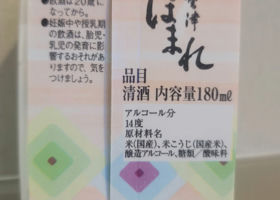 ●飲酒は20歳に
なってから。
●妊娠中や授乳期
の飲酒は、胎児・
乳児の発育に影
響するおそれがあ
りますので、気を
つけましょう。
會津
ほまれ
品目
清酒 内容量180㎖
アルコール分
14度
原材料名
米(国産)、米こうじ(国産米)、
醸造アルコール、糖類／酸味料